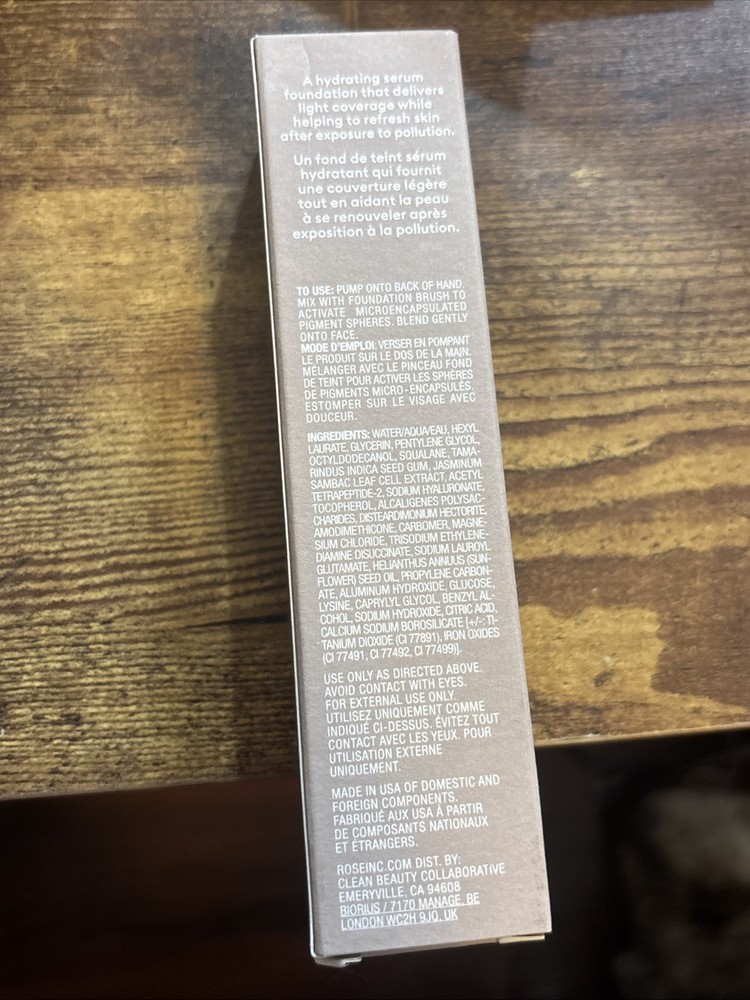 A hydrating serum
foundation that delivers
light coverage while
helping to refresh skin
after exposure to pollution.
Un fond de teint sérum
hydratant qui fournit
une couverture légère
tout en aidant la peau
à se renouveler après
exposition à la pollution.
TO USE: PUMP ONTO BACK OF HAND.
MIX WITH FOUNDATION BRUSH TO
ACTIVATE MICROENCAPSULATED
PIGMENT SPHERES. BLEND GENTLY
ONTO FACE.
MODE D'EMPLOI: VERSER EN POMPANT
LE PRODUIT SUR LE DOS DE LA MAIN.
MÉLANGER AVEC LE PINCEAU FOND
DE TEINT POUR ACTIVER LES SPHÈRES
DE PIGMENTS MICRO-ENCAPSULÉS.
ESTOMPER SUR LE VISAGE AVEC
DOUCEUR.
INGREDIENTS: WATER/AQUA/EAU, HEXYL
LAURATE, GLYCERIN, PENTYLENE GLYCOL,
OCTYLDODECANOL, SQUALANE, TAMA-
RINDUS INDICA SEED GUM, JASMINUM
SAMBAC LEAF CELL EXTRACT, ACETYL
TETRAPEPTIDE-2, SODIUM HYALURONATE,
TOCOPHEROL, ALCALIGENES POLYSAC-
CHARIDES, DISTEARDIMONIUM HECTORITE,
AMODIMETHICONE, CARBOMER, MAGNE-
SIUM CHLORIDE, TRISODIUM ETHYLENE-
DIAMINE DISUCCINATE, SODIUM LAUROYL
GLUTAMATE, HELIANTHUS ANNUUS (SUN-
FLOWER) SEED OIL, PROPYLENE CARBON-
ATE, ALUMINUM HYDROXIDE, GLUCOSE,
LYSINE, CAPRYLYL GLYCOL, BENZYL AL-
COHOL, SODIUM HYDROXIDE, CITRIC ACID,
CALCIUM SODIUM BOROSILICATE [+/-: TI-
TANIUM DIOXIDE (CI 77891), IRON OXIDES
(CI 77491, CI 77492, CI 77499)].
USE ONLY AS DIRECTED ABOVE.
AVOID CONTACT WITH EYES.
FOR EXTERNAL USE ONLY.
UTILISEZ UNIQUEMENT COMME
INDIQUÉ CI-DESSUS. ÉVITEZ TOUT
CONTACT AVEC LES YEUX. POUR
UTILISATION EXTERNE
UNIQUEMENT.
MADE IN USA OF DOMESTIC AND
FOREIGN COMPONENTS.
FABRIQUÉ AUX USA À PARTIR
DE COMPOSANTS NATIONAUX
ET ÉTRANGERS.
ROSEINC.COM DIST. BY:
CLEAN BEAUTY COLLABORATIVE
EMERYVILLE, CA 94608
BIORIUS / 7170 MANAGE, BE
LONDON WC2H 9JQ, UK